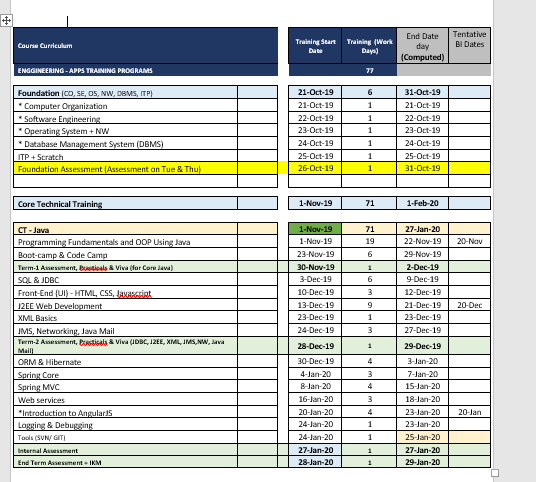 Course Curriculum Training Start Date Training (Work Days) End Date day (Computed) Tentative BI Dates
ENGGINEERING - APPS TRAINING PROGRAMS 77
Foundation (CO, SE, OS, NW, DBMS, ITP) 21-Oct-19 6 31-Oct-19
* Computer Organization 21-Oct-19 1 21-Oct-19
* Software Engineering 22-Oct-19 1 22-Oct-19
* Operating System + NW 23-Oct-19 1 23-Oct-19
* Database Management System (DBMS) 24-Oct-19 1 24-Oct-19
ITP + Scratch 25-Oct-19 1 25-Oct-19
Foundation Assessment (Assessment on Tue & Thu) 26-Oct-19 1 31-Oct-19
Core Technical Training 1-Nov-19 71 1-Feb-20
CT - Java 1-Nov-19 71 27-Jan-20
Programming Fundamentals and OOP Using Java 1-Nov-19 19 22-Nov-19 20-Nov
Boot-camp & Code Camp 23-Nov-19 6 29-Nov-19
Term-1 Assessment, Practicals & Viva (for Core Java) 30-Nov-19 1 2-Dec-19
SQL & JDBC 3-Dec-19 6 9-Dec-19
Front-End (UI) - HTML, CSS, Javascript 10-Dec-19 3 12-Dec-19
J2EE Web Development 13-Dec-19 9 21-Dec-19 20-Dec
XML Basics 23-Dec-19 1 23-Dec-19
JMS, Networking, Java Mail 24-Dec-19 3 27-Dec-19
Term-2 Assessment, Practicals & Viva (JDBC, J2EE, XML, JMS,NW, Java Mail) 28-Dec-19 1 29-Dec-19
ORM & Hibernate 30-Dec-19 4 3-Jan-20
Spring Core 4-Jan-20 3 7-Jan-20
Spring MVC 8-Jan-20 4 15-Jan-20
Web services 16-Jan-20 3 18-Jan-20
*Introduction to AngularJS 20-Jan-20 4 23-Jan-20 20-Jan
Logging & Debugging 24-Jan-20 1 23-Jan-20
Tools (SVN/ GIT) 24-Jan-20 1 25-Jan-20
Internal Assessment 27-Jan-20 1 27-Jan-20
End Term Assessment + IKM 28-Jan-20 1 29-Jan-20